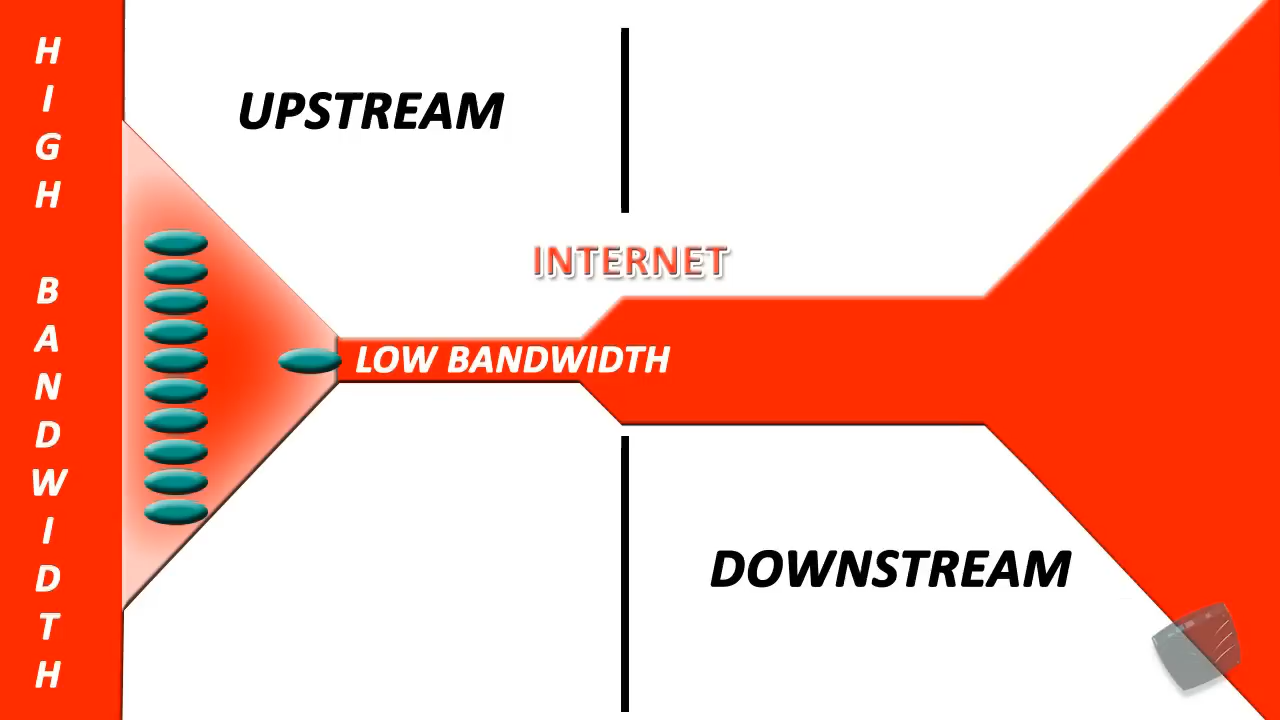 HIGH BANDWIDTH
UPSTREAM
INTERNET
LOW BANDWIDTH
DOWNSTREAM